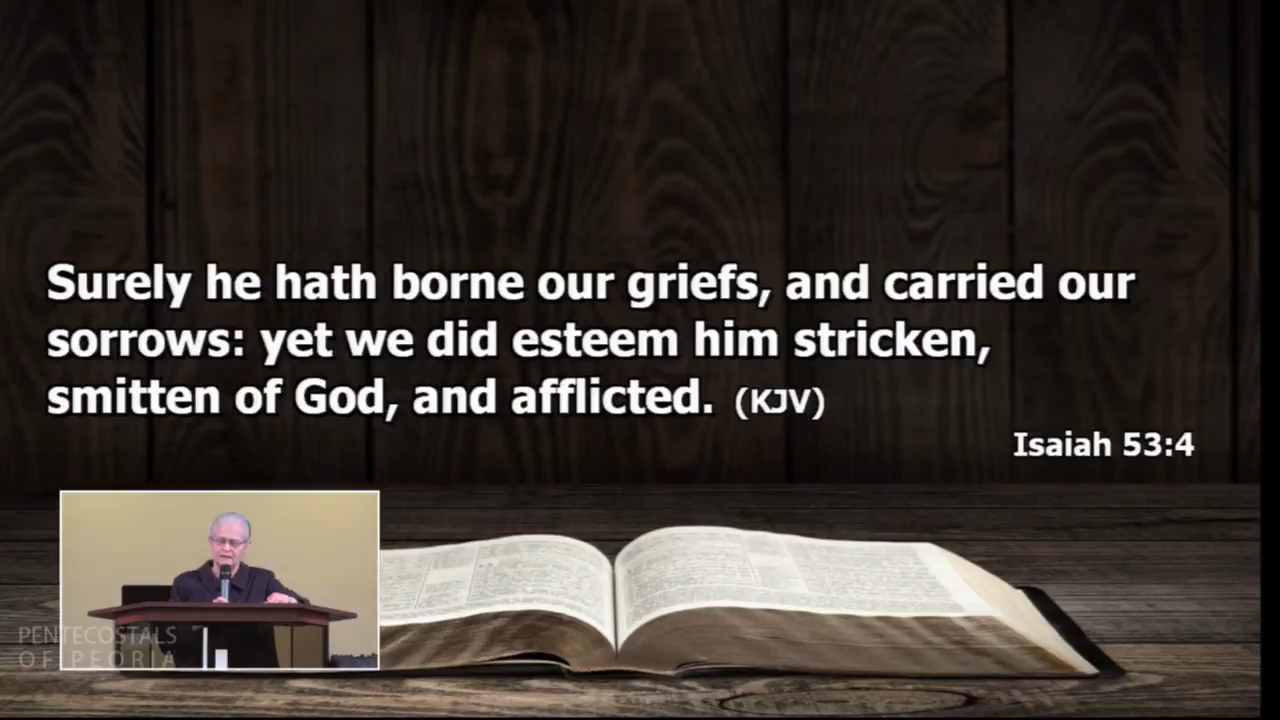 Surely he hath borne our griefs, and carried our
sorrows: yet we did esteem him stricken,
smitten of God, and afflicted. (KJV)
Isaiah 53:4
PENTECOSTALS
OF PEORIA